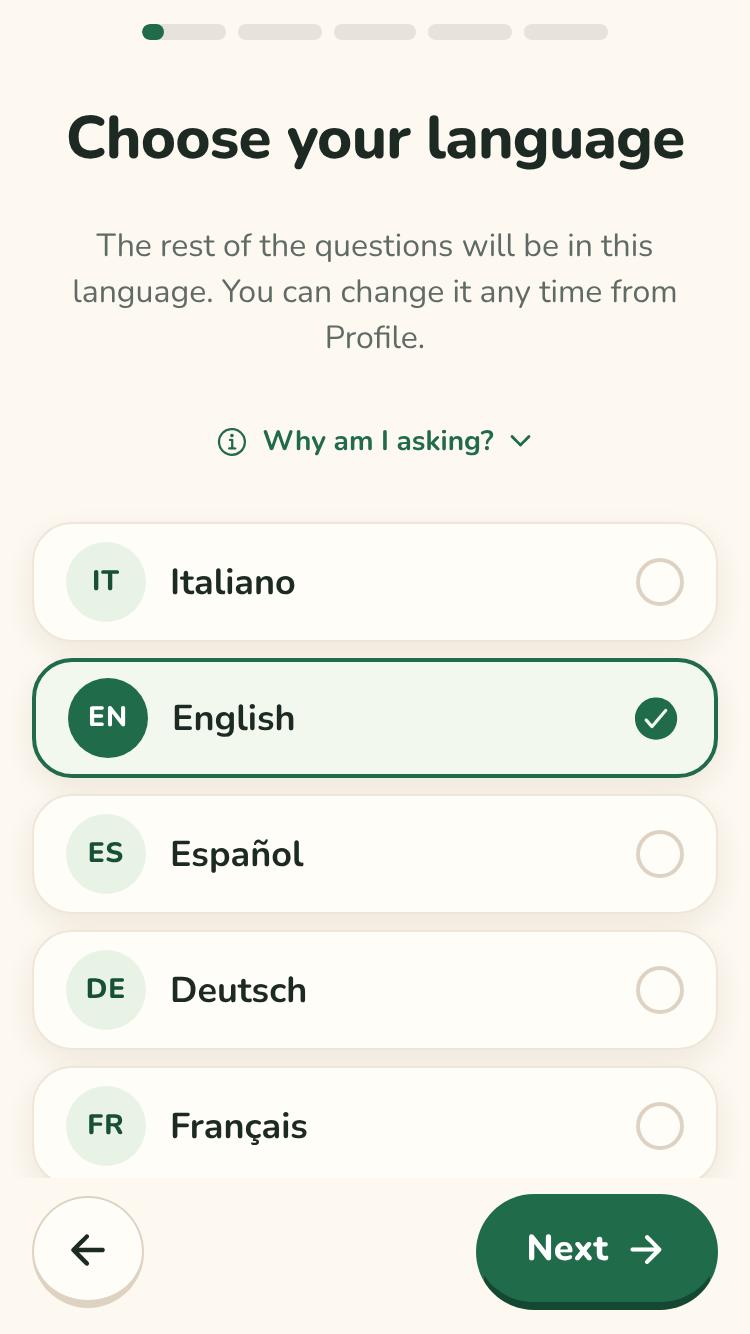 Choose your language
The rest of the questions will be in this
language. You can change it any time from
Profile.
Why am I asking?
IT Italiano
EN English
ES Español
DE Deutsch
FR Français
Next